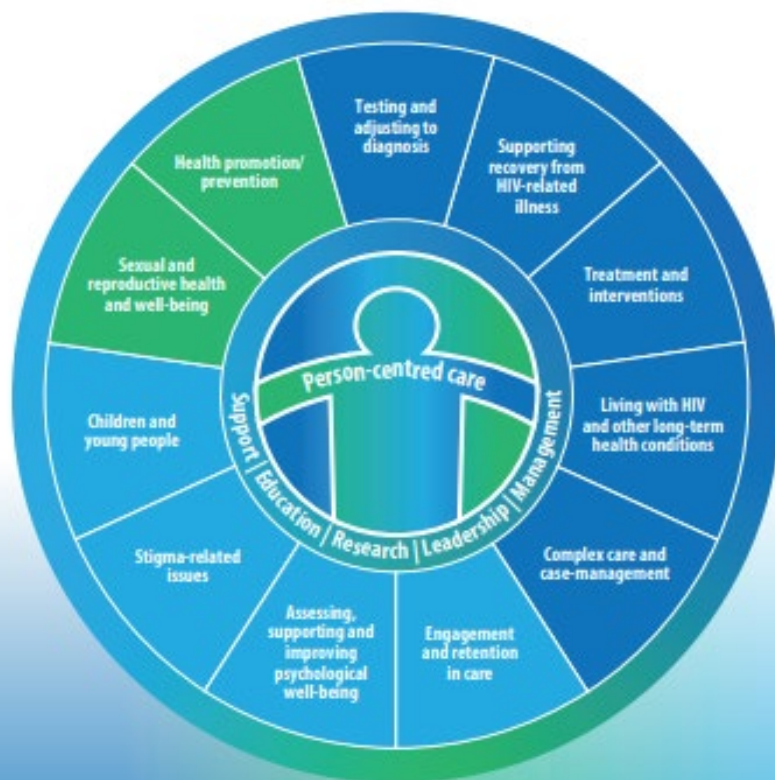 Testing and
adjusting to
diagnosis
Supporting
recovery from
HIV-related
illness
Treatment and
interventions
Living with HIV
and other long-term
health conditions
Complex care and
case-management
Engagement
and retention
in care
Assessing,
supporting and
improving
psychological
well-being
Stigma-related
issues
Children and
young people
Sexual and
reproductive health
and well-being
Health promotion/
prevention
Person-centred care
Support | Education | Research | Leadership | Management